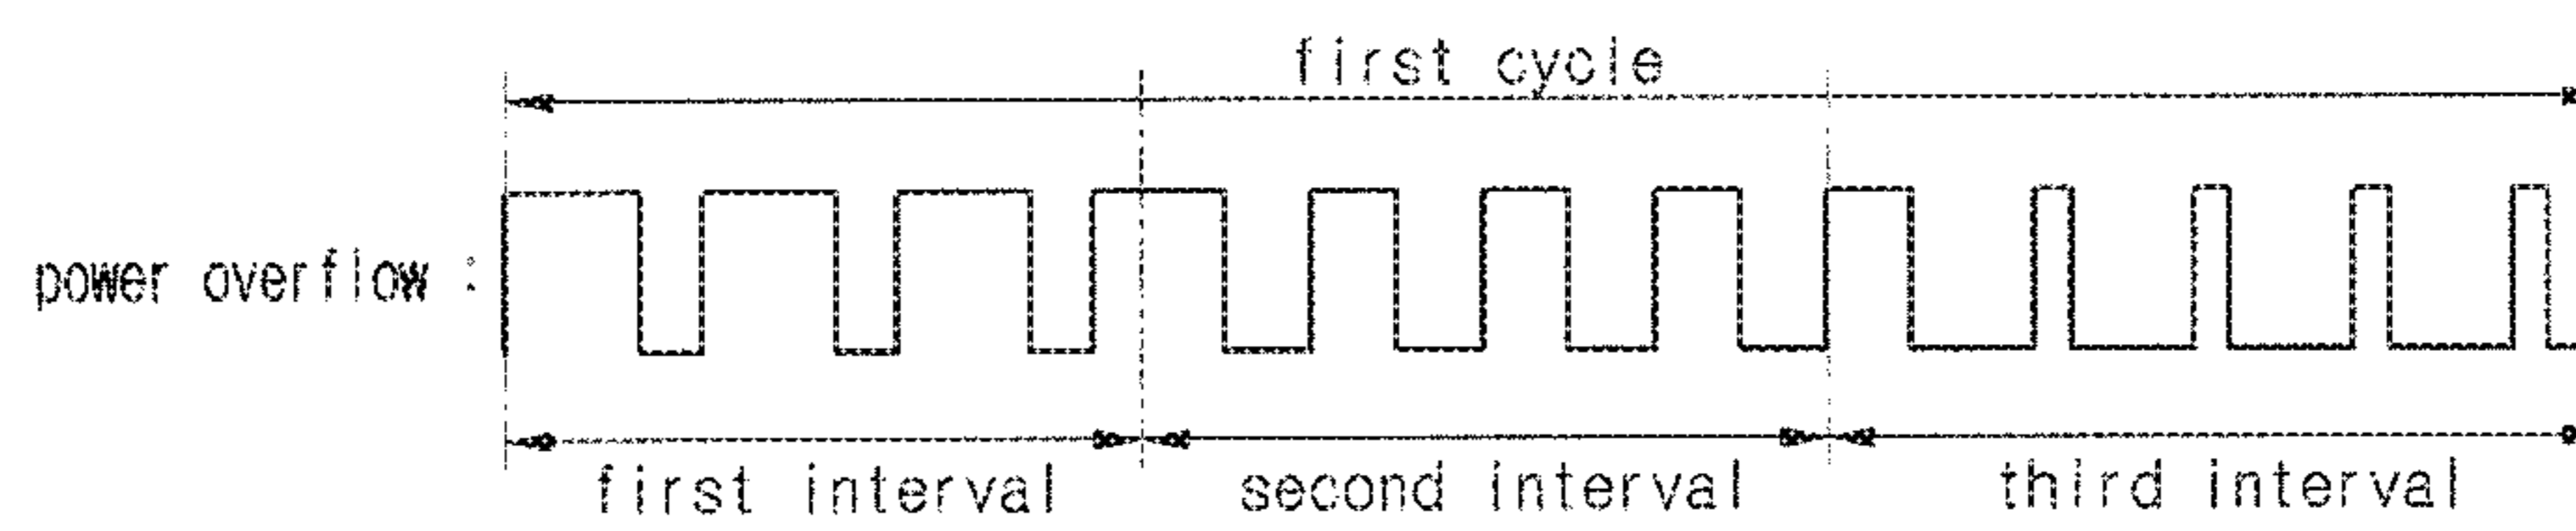 first cycle
power overflow :
first interval
second interval
third interval